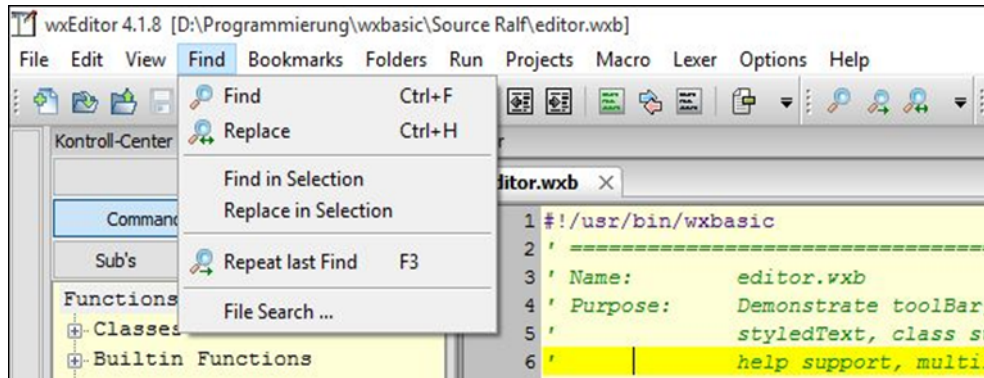 wxEditor 4.1.8 [D:\Programmierung\wxbasic\Source Ralf\editor.wxb]
File Edit View Find Bookmarks Folders Run Projects Macro Lexer Options Help
Find Ctrl+F
Replace Ctrl+H
Find in Selection
Replace in Selection
Repeat last Find F3
File Search ...
Kontroll-Center
Sub's
Functions
Classes
Builtin Functions
1 #!/usr/bin/wxbasic
2 ' ==================================
3 ' Name: editor.wxb
4 ' Purpose: Demonstrate toolBar
5 ' styledText, class
6 ' help support,